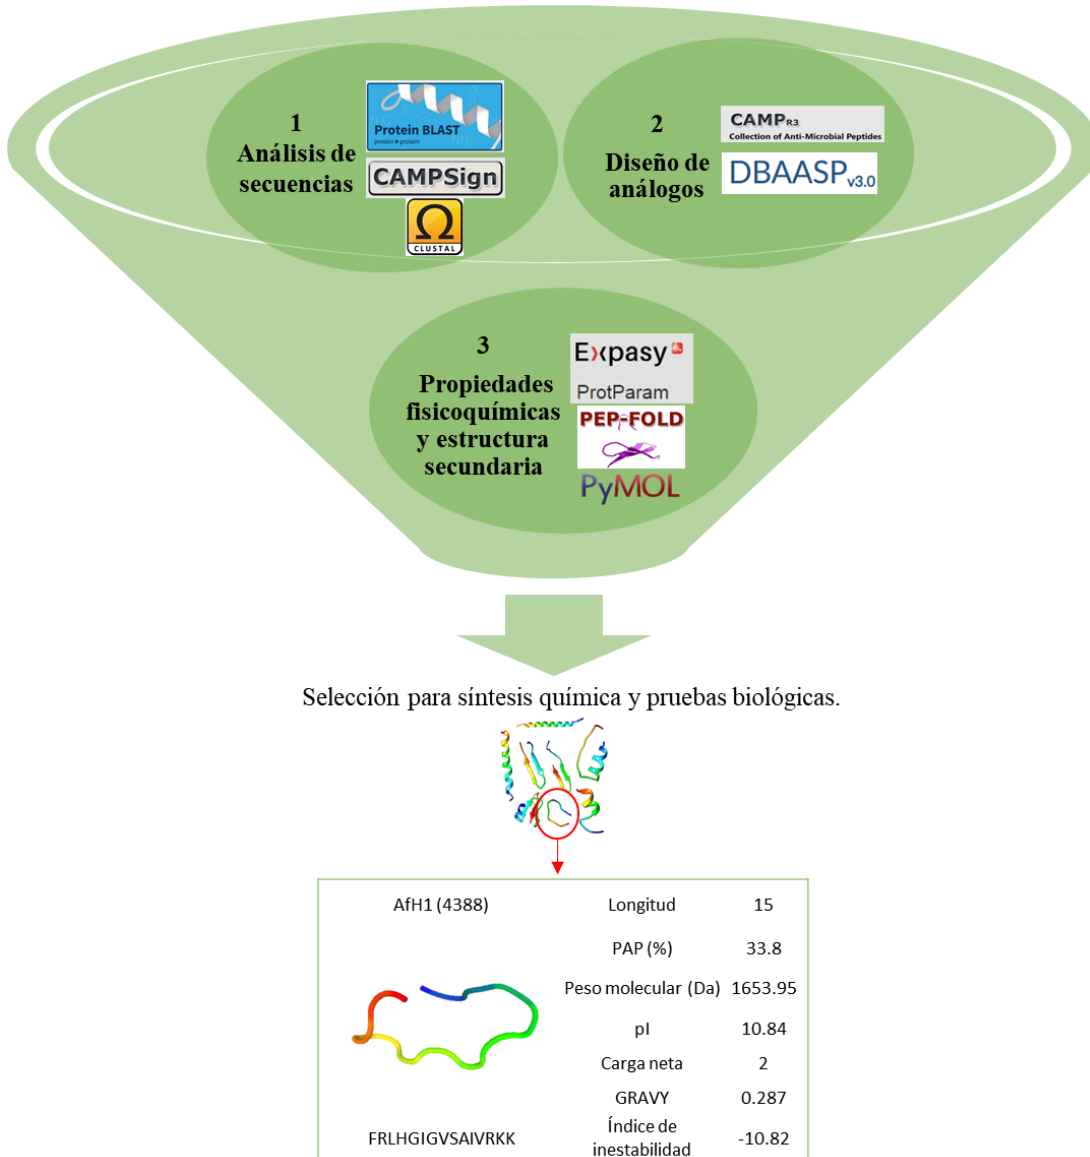 1
Análisis de
secuencias
Protein BLAST
protein ▸ protein
CAMPSign
Ω
CLUSTAL
2
Diseño de
análogos
CAMPR3
Collection of Anti-Microbial Peptides
DBAASP v3.0
3
Propiedades
fisicoquímicas
y estructura
secundaria
Expasy
ProtParam
PEP-FOLD
PyMOL
Selección para síntesis química y pruebas biológicas.
AfH1 (4388)
Longitud 15
PAP (%) 33.8
Peso molecular (Da) 1653.95
pI 10.84
Carga neta 2
GRAVY 0.287
FRLHGIGVSAIVRKK
Índice de
inestabilidad -10.82